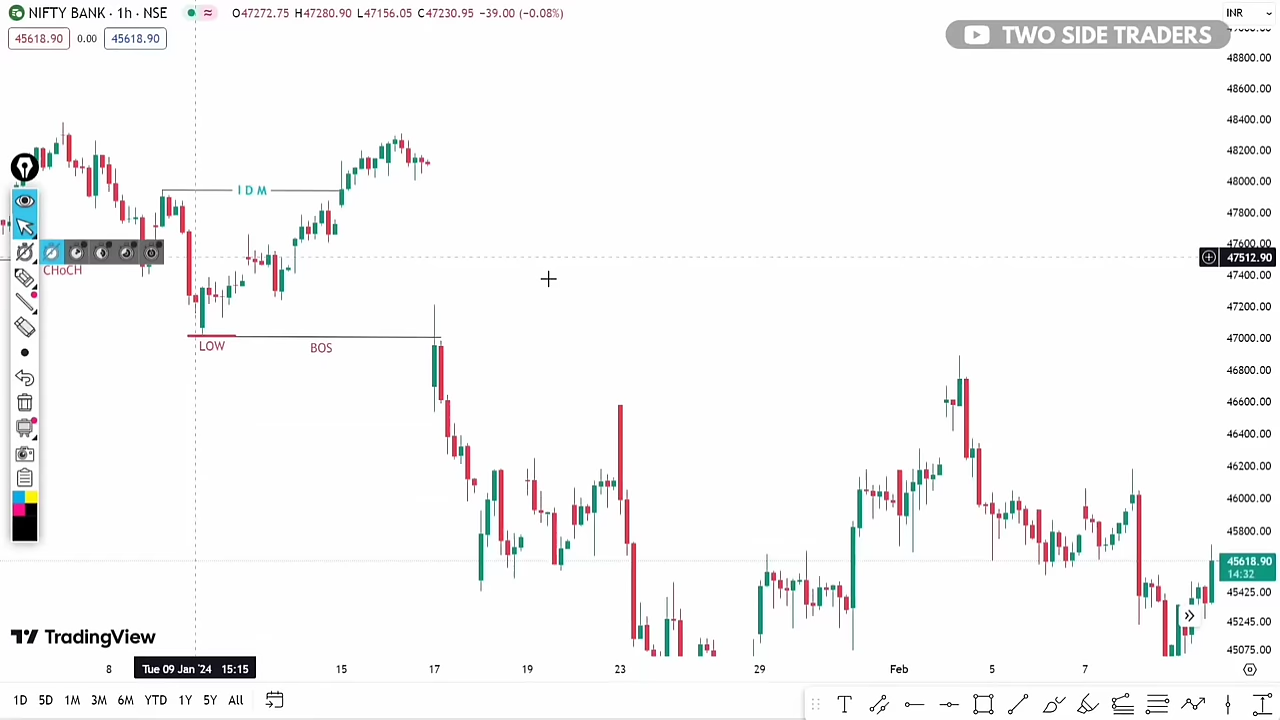 NIFTY BANK · 1h · NSE
O47272.75 H47280.90 L47156.05 C47230.95 −39.00 (−0.08%)
INR
45618.90 0.00 45618.90
TWO SIDE TRADERS
48800.00
48600.00
48400.00
48200.00
48000.00
47800.00
47600.00
47512.90
47400.00
47200.00
47000.00
46800.00
46600.00
46400.00
46200.00
46000.00
45800.00
45618.90
14:32
45425.00
45245.00
45075.00
IDM
CHoCH
LOW
BOS
TradingView
8 Tue 09 Jan '24 15:15 15 17 19 23 29 Feb 5 7
1D 5D 1M 3M 6M YTD 1Y 5Y All